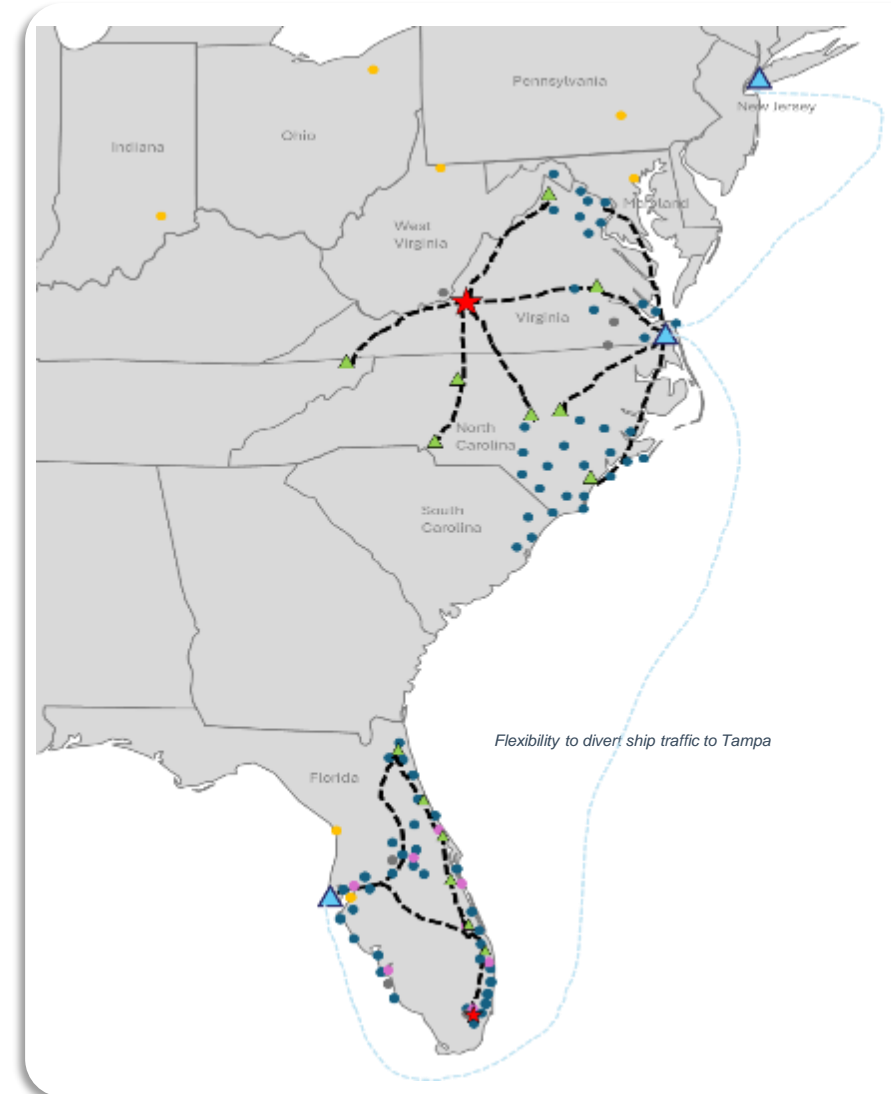 Pennsylvania
New Jersey
Ohio
Indiana
Maryland
West
Virginia
Virginia
North
Carolina
South
Carolina
Flexibility to divert ship traffic to Tampa
Florida